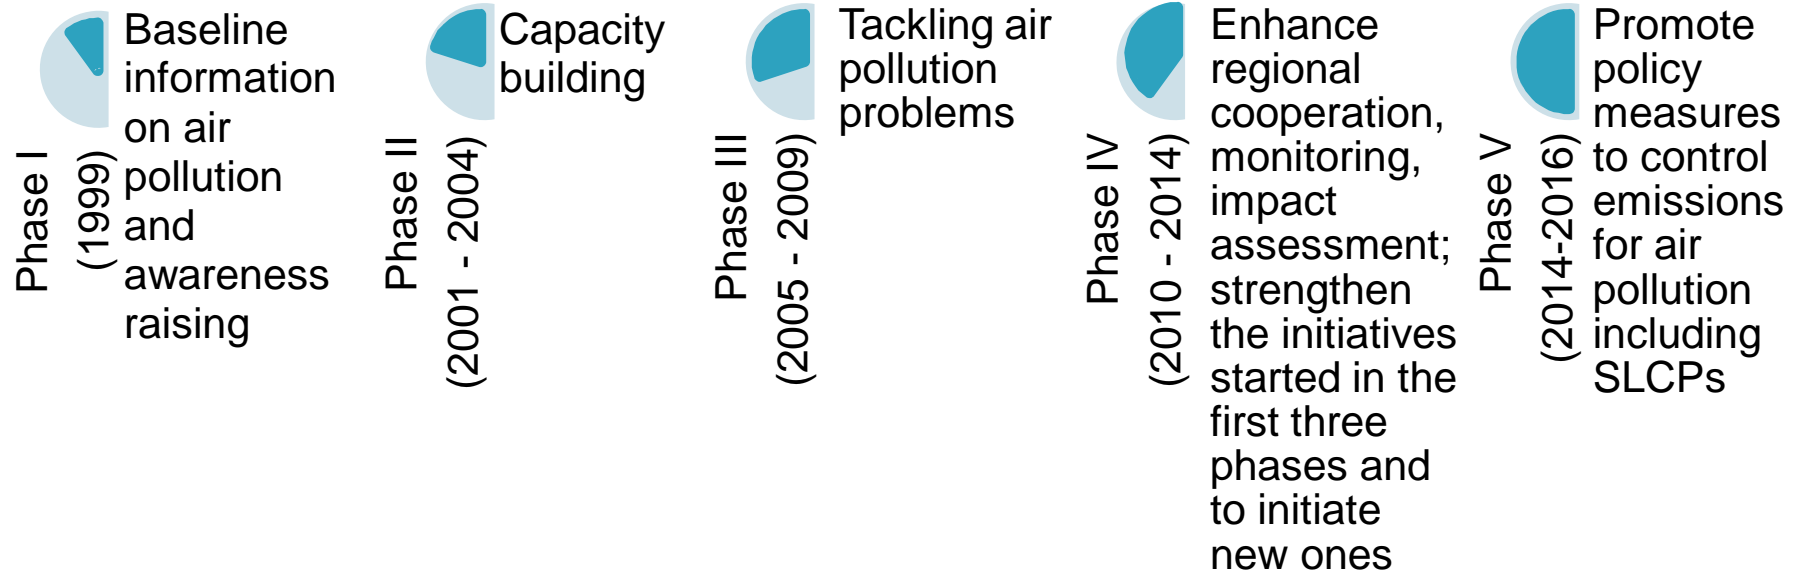 Phase I
(1999)
Baseline
information
on air
pollution
and
awareness
raising
Phase II
(2001 - 2004)
Capacity
building
Phase III
(2005 - 2009)
Tackling air
pollution
problems
Phase IV
(2010 - 2014)
Enhance
regional
cooperation,
monitoring,
impact
assessment;
strengthen
the initiatives
started in the
first three
phases and
to initiate
new ones
Phase V
(2014-2016)
Promote
policy
measures
to control
emissions
for air
pollution
including
SLCPs